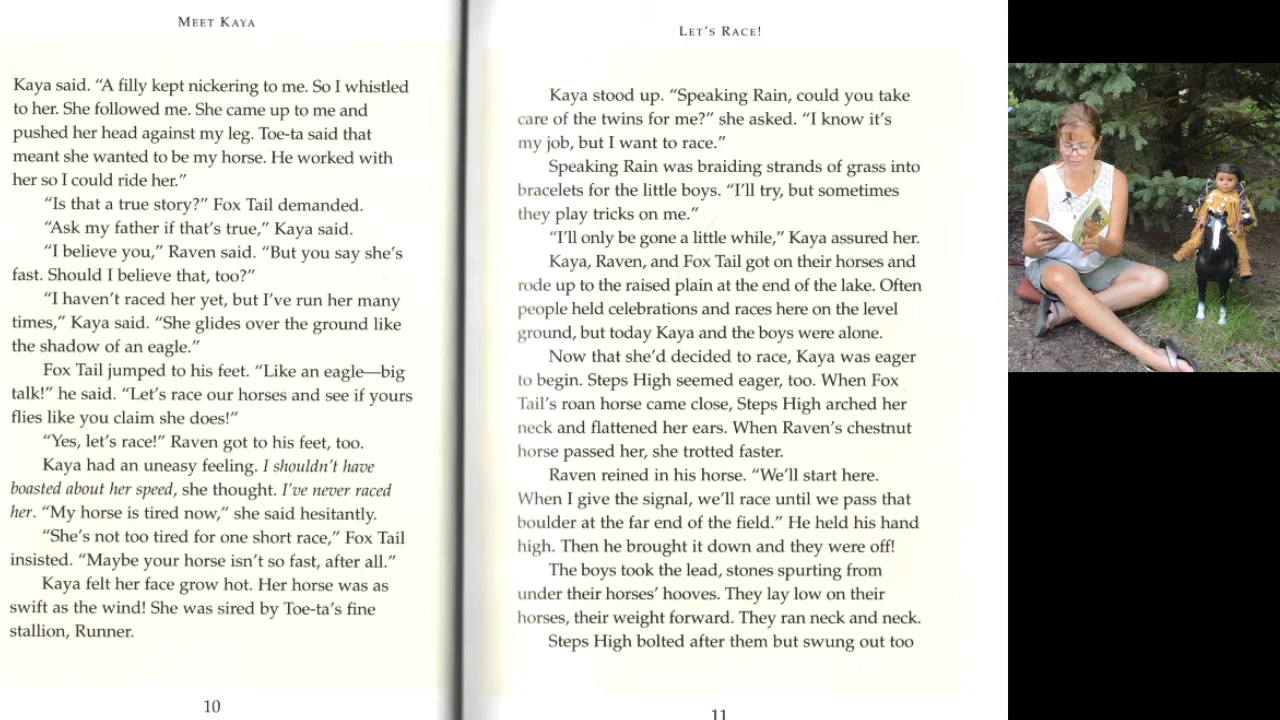 MEET KAYA
Kaya said. “A filly kept nickering to me. So I whistled
to her. She followed me. She came up to me and
pushed her head against my leg. Toe-ta said that
meant she wanted to be my horse. He worked with
her so I could ride her.”
“Is that a true story?” Fox Tail demanded.
“Ask my father if that’s true,” Kaya said.
“I believe you,” Raven said. “But you say she’s
fast. Should I believe that, too?”
“I haven’t raced her yet, but I’ve run her many
times,” Kaya said. “She glides over the ground like
the shadow of an eagle.”
Fox Tail jumped to his feet. “Like an eagle—big
talk!” he said. “Let’s race our horses and see if yours
flies like you claim she does!”
“Yes, let’s race!” Raven got to his feet, too.
Kaya had an uneasy feeling. I shouldn’t have
boasted about her speed, she thought. I’ve never raced
her. “My horse is tired now,” she said hesitantly.
“She’s not too tired for one short race,” Fox Tail
insisted. “Maybe your horse isn’t so fast, after all.”
Kaya felt her face grow hot. Her horse was as
swift as the wind! She was sired by Toe-ta’s fine
stallion, Runner.
10
LET’S RACE!
Kaya stood up. “Speaking Rain, could you take
care of the twins for me?” she asked. “I know it’s
my job, but I want to race.”
Speaking Rain was braiding strands of grass into
bracelets for the little boys. “I’ll try, but sometimes
they play tricks on me.”
“I’ll only be gone a little while,” Kaya assured her.
Kaya, Raven, and Fox Tail got on their horses and
rode up to the raised plain at the end of the lake. Often
people held celebrations and races here on the level
ground, but today Kaya and the boys were alone.
Now that she’d decided to race, Kaya was eager
to begin. Steps High seemed eager, too. When Fox
Tail’s roan horse came close, Steps High arched her
neck and flattened her ears. When Raven’s chestnut
horse passed her, she trotted faster.
Raven reined in his horse. “We’ll start here.
When I give the signal, we’ll race until we pass that
boulder at the far end of the field.” He held his hand
high. Then he brought it down and they were off!
The boys took the lead, stones spurting from
under their horses’ hooves. They lay low on their
horses, their weight forward. They ran neck and neck.
Steps High bolted after them but swung out too
11